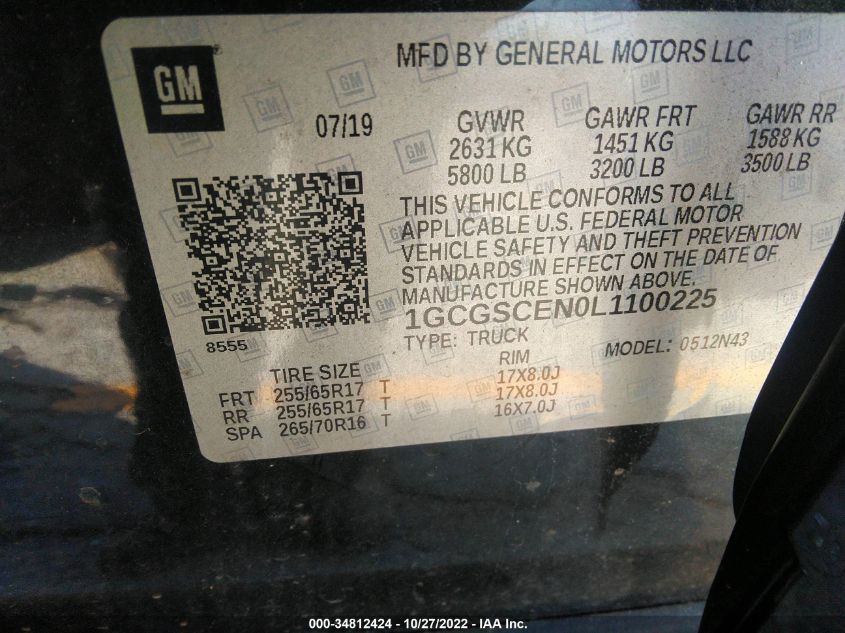 GM
MFD BY GENERAL MOTORS LLC
07/19
GVWR GAWR FRT GAWR RR
2631 KG 1451 KG 1588 KG
5800 LB 3200 LB 3500 LB
THIS VEHICLE CONFORMS TO ALL
APPLICABLE U.S. FEDERAL MOTOR
VEHICLE SAFETY AND THEFT PREVENTION
STANDARDS IN EFFECT ON THE DATE OF
MANUFACTURE SHOWN ABOVE.
1GCGSCEN0L1100225
8555
TYPE: TRUCK MODEL: 0512N43
TIRE SIZE RIM
FRT 255/65R17 T 17X8.0J
RR 255/65R17 T 17X8.0J
SPA 265/70R16 T 16X7.0J
000-34812424 - 10/27/2022 - IAA Inc.